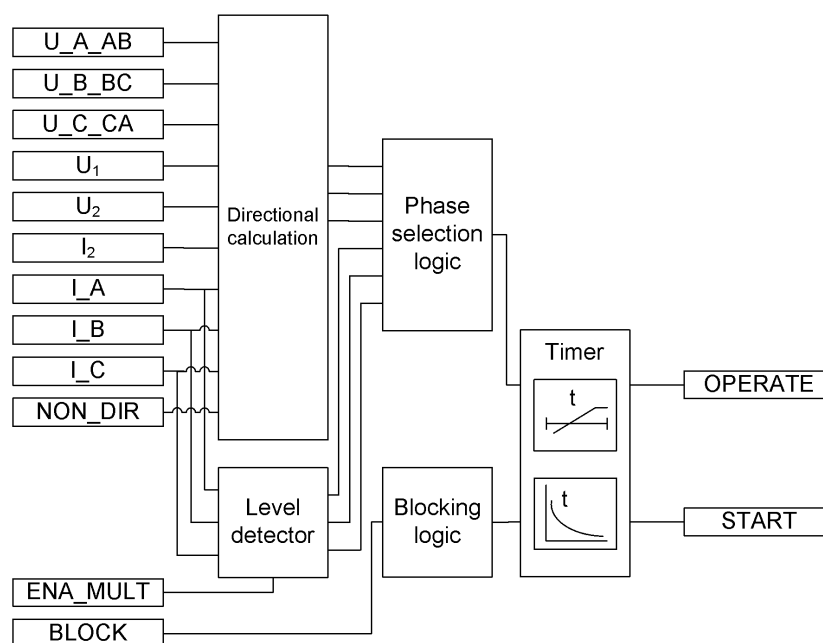 U_A_AB
U_B_BC
U_C_CA
U₁
U₂
I₂
I_A
I_B
I_C
NON_DIR
ENA_MULT
BLOCK
Directional
calculation
Level
detector
Phase
selection
logic
Blocking
logic
Timer
t
t
OPERATE
START